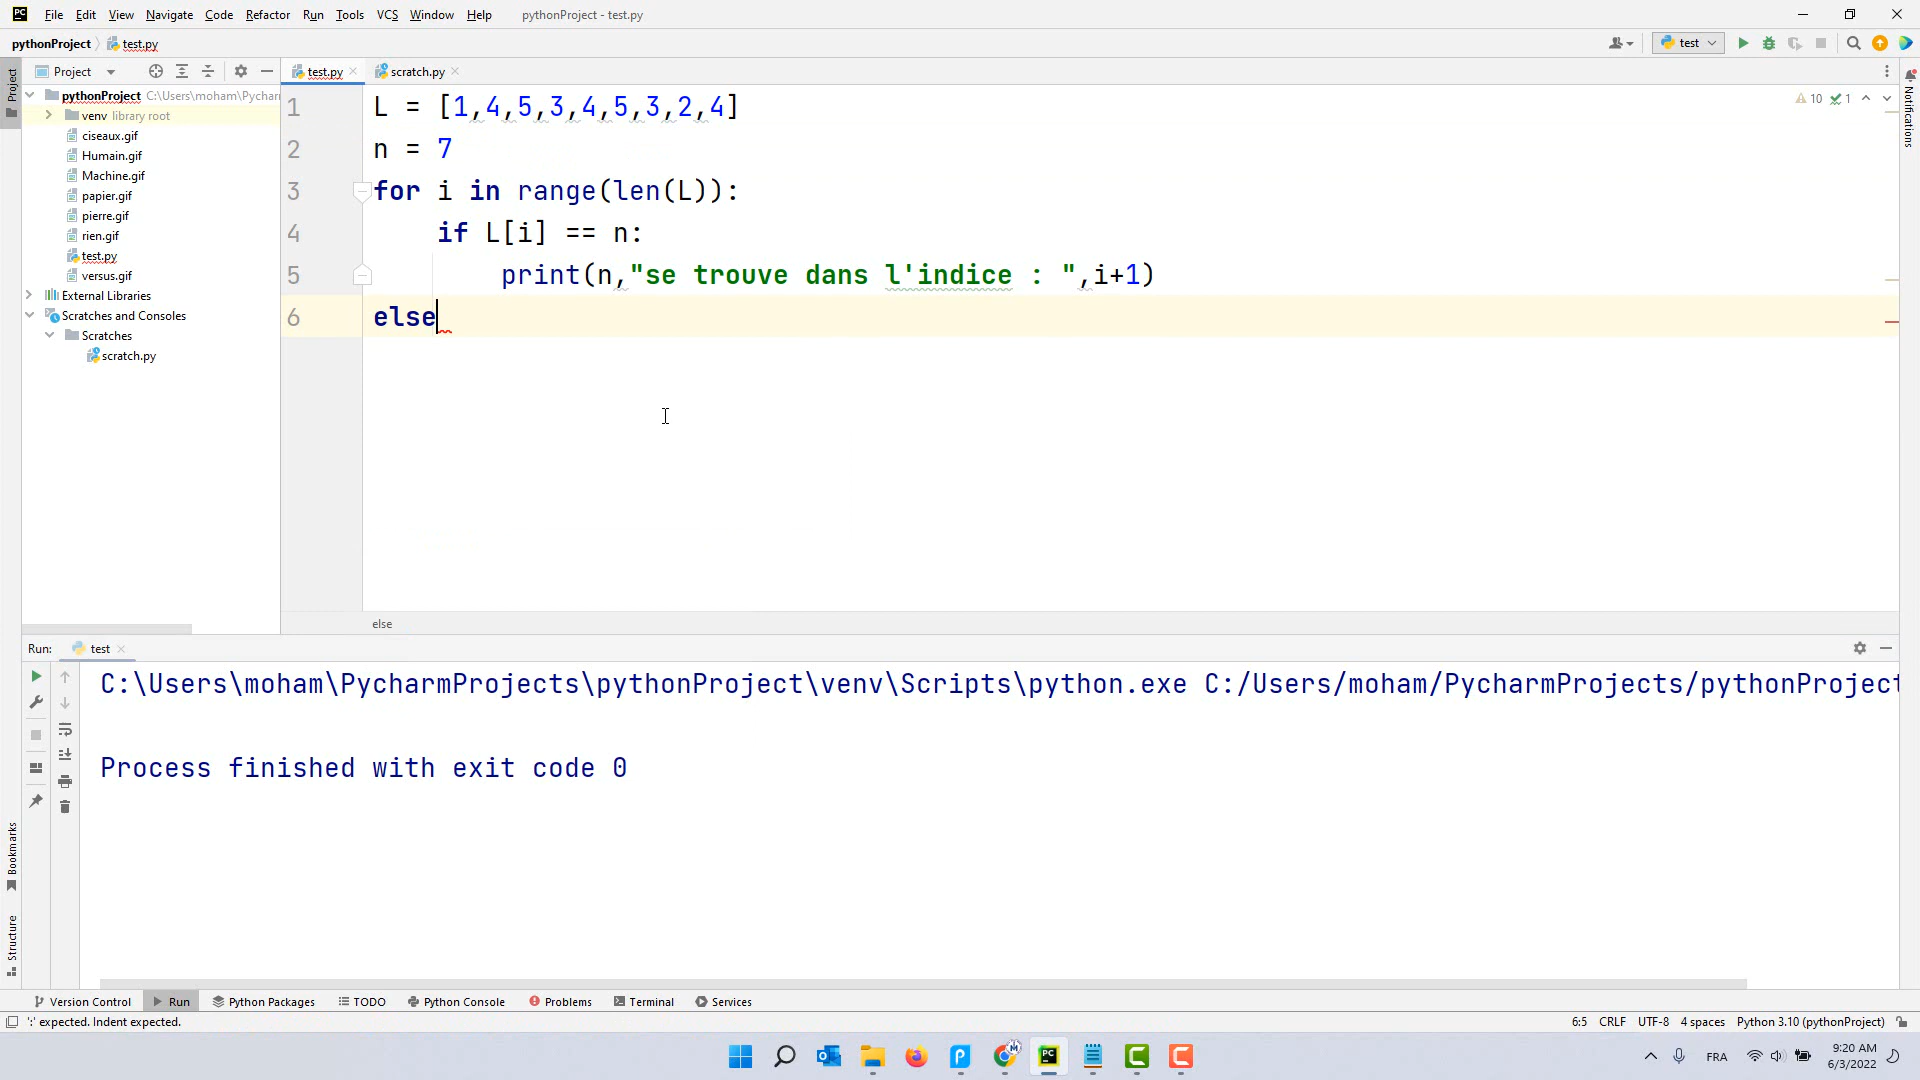 File Edit View Navigate Code Refactor Run Tools VCS Window Help pythonProject - test.py
pythonProject test.py test
Project test.py scratch.py
pythonProject C:\Users\moham\Pychar
venv library root
ciseaux.gif
Humain.gif
Machine.gif
papier.gif
pierre.gif
rien.gif
test.py
versus.gif
External Libraries
Scratches and Consoles
Scratches
scratch.py
Project
Notifications
10 1
1 L = [1,4,5,3,4,5,3,2,4]
2 n = 7
3 for i in range(len(L)):
4 if L[i] == n:
5 print(n,"se trouve dans l'indice : ",i+1)
6 else
else
Run: test
C:\Users\moham\PycharmProjects\pythonProject\venv\Scripts\python.exe C:/Users/moham/PycharmProjects/pythonProject
Process finished with exit code 0
Bookmarks
Structure
Version Control Run Python Packages TODO Python Console Problems Terminal Services
':' expected. Indent expected. 6:5 CRLF UTF-8 4 spaces Python 3.10 (pythonProject)
FRA 9:20 AM
6/3/2022